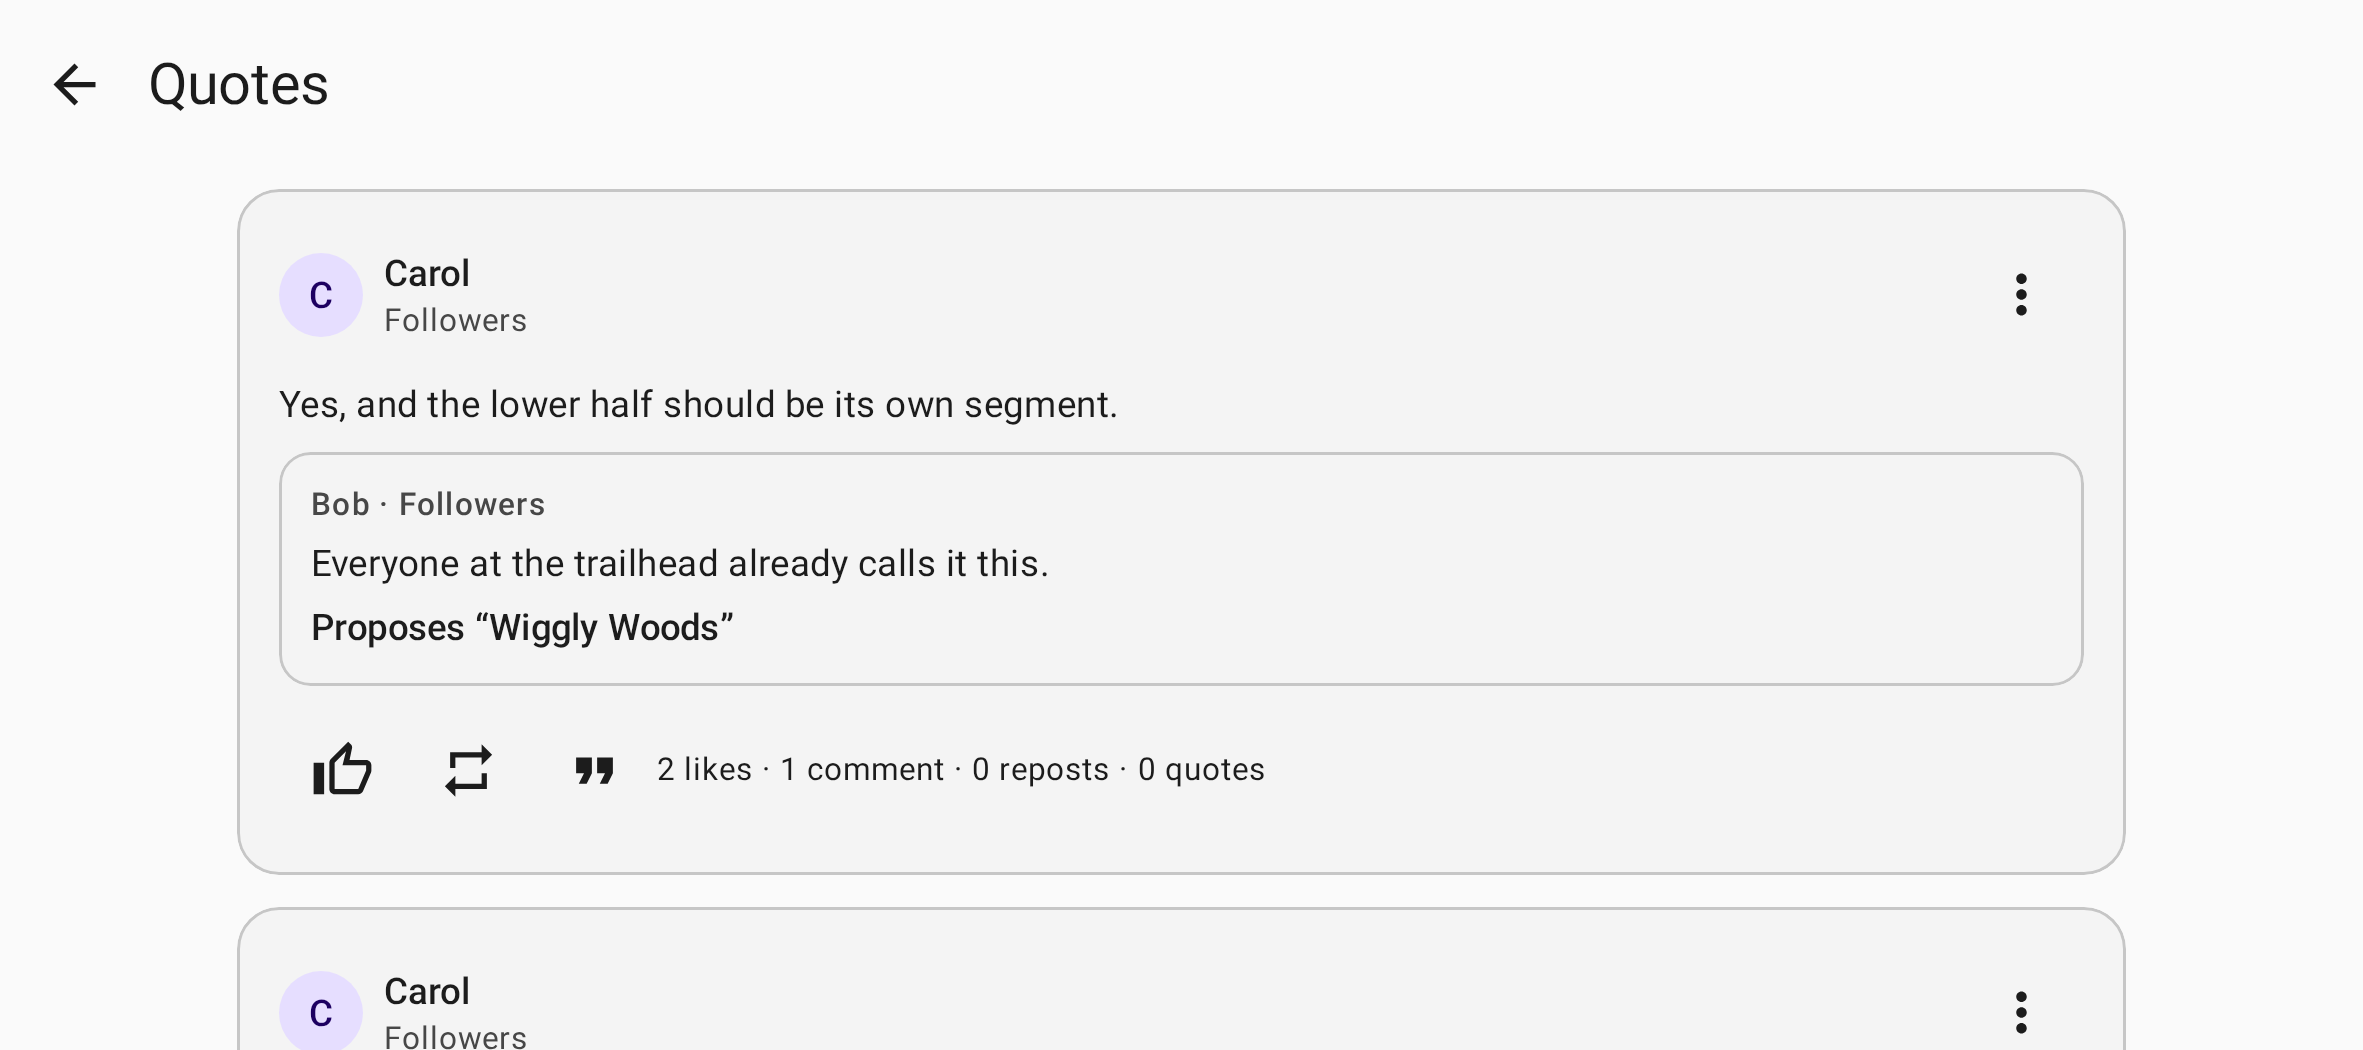 Quotes
C
Carol
Followers
Yes, and the lower half should be its own segment.
Bob · Followers
Everyone at the trailhead already calls it this.
Proposes “Wiggly Woods”
2 likes · 1 comment · 0 reposts · 0 quotes
C
Carol
Followers